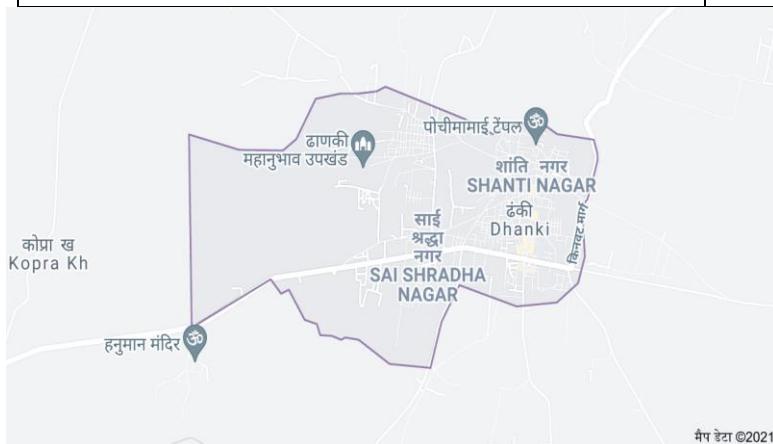 पोचीमामाई टेंपल
ढाणकी
महानुभाव उपखंड
शांति नगर
SHANTI NAGAR
ढंकी
Dhanki
किनवट मार्ग
साई
श्रद्धा
नगर
SAI SHRADHA
NAGAR
कोप्रा ख
Kopra Kh
हनुमान मंदिर
मैप डेटा ©2021